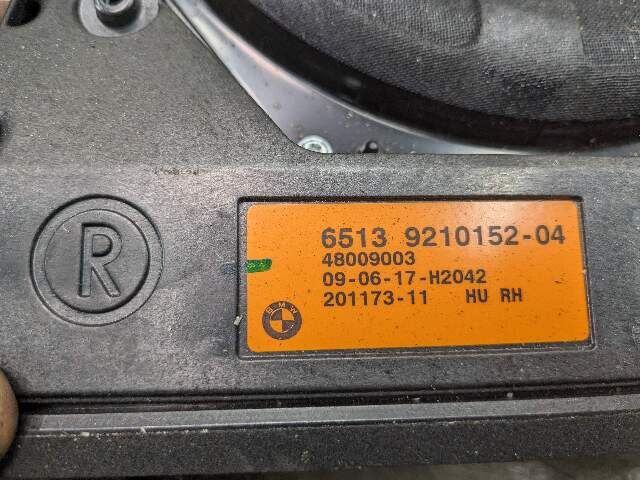 R
6513 9210152-04
48009003
09-06-17-H2042
201173-11 HU RH
BMW